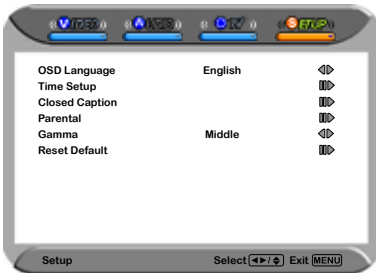 VIDEO AUDIO TV SETUP
OSD Language English
Time Setup
Closed Caption
Parental
Gamma Middle
Reset Default
Setup Select ◄►/▲▼ Exit MENU